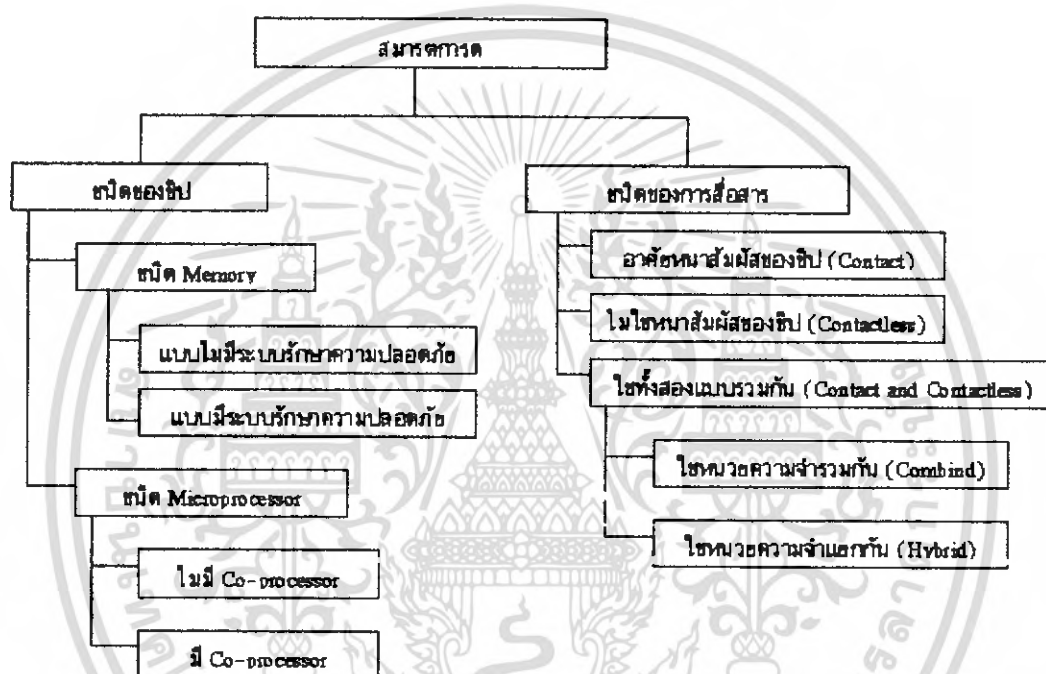 สมารตการด
ชนิดของชิป
ชนิด Memory
แบบไมมีระบบรักษาความปลอดภัย
แบบมีระบบรักษาความปลอดภัย
ชนิด Microprocessor
ไมมี Co-processor
มี Co-processor
ชนิดของการสื่อสาร
อาศัยหนาสัมผัสของชิป (Contact)
ไมใชหนาสัมผัสของชิป (Contactless)
ใชทั้งสองแบบรวมกัน (Contact and Contactless)
ใชหนวยความจำรวมกัน (Combind)
ใชหนวยความจำแยกกัน (Hybrid)